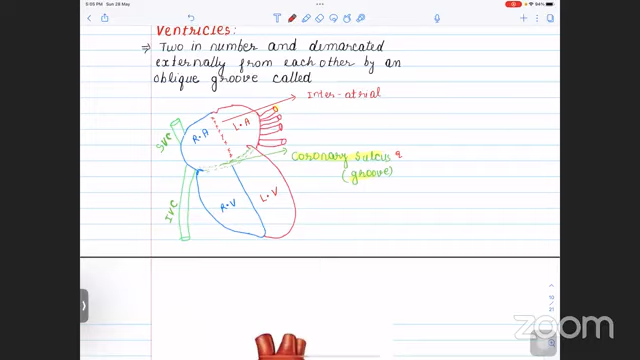 5:05 PM Sun 28 May
94%
Ventricles:
⇒ Two in number and demarcated
externally from each other by an
oblique groove called
Inter-atrial
R.A
L.A
SVC
Coronary Sulcus
(groove)
IVC
R.V
L.V
zoom